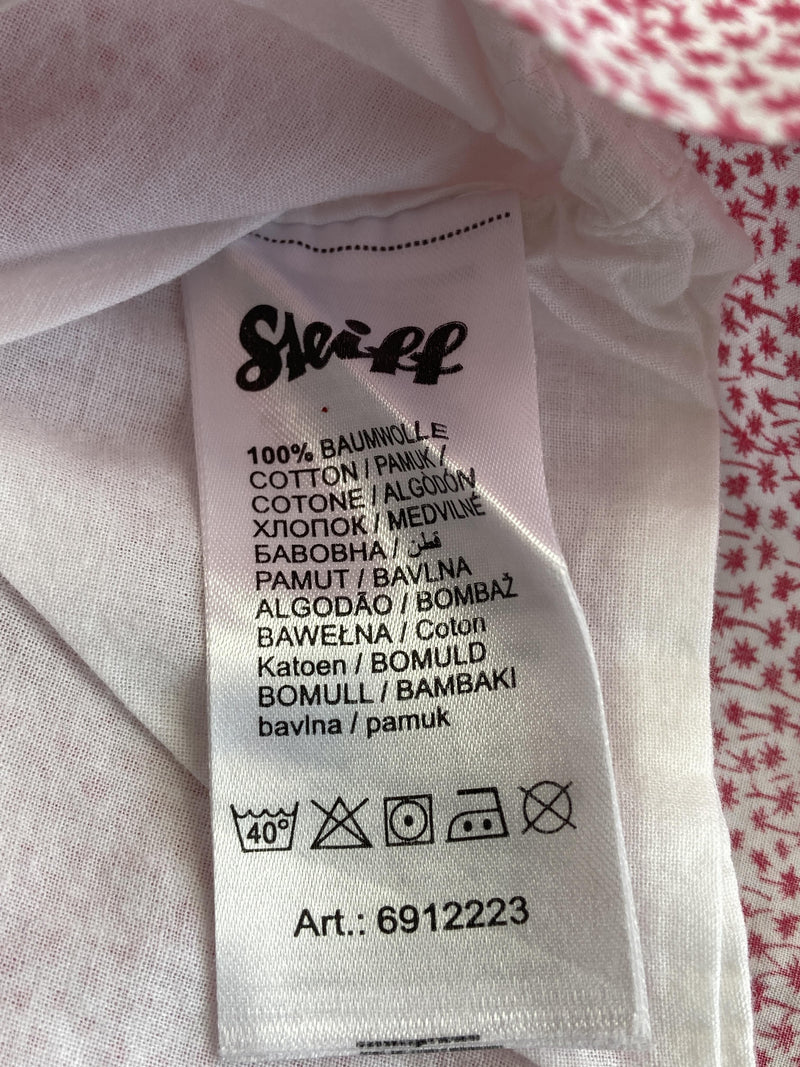 Steiff
100% BAUMWOLLE
COTTON / PAMUK /
COTONE / ALGODÓN
ХЛОПОК / MEDVILNĖ
БАВОВНА / قطن
PAMUT / BAVLNA
ALGODÃO / BOMBAŽ
BAWEŁNA / Coton
Katoen / BOMULD
BOMULL / BAMBAKI
bavlna / pamuk
40°
Art.: 6912223